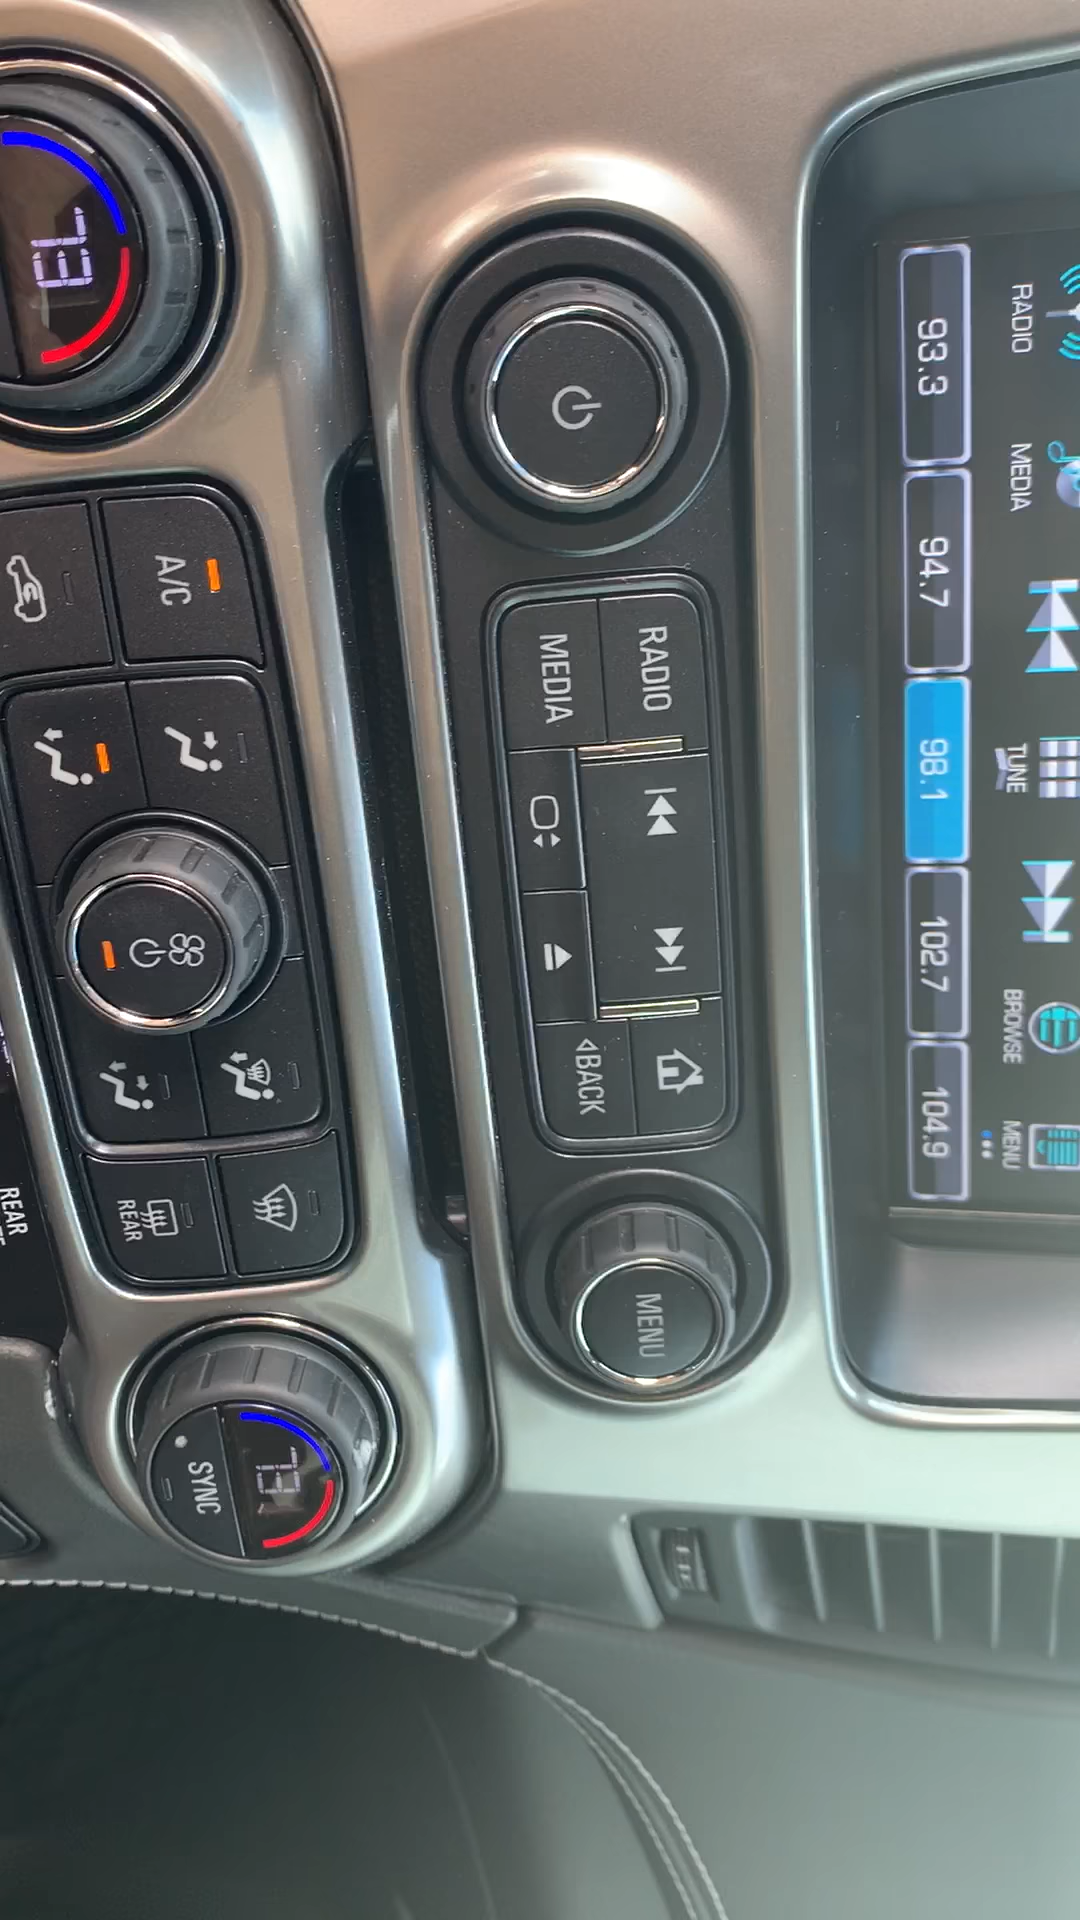 RADIO MEDIA TUNE BROWSE MENU
93.3 94.7 98.1 102.7 104.9
RADIO
MEDIA
BACK
MENU
A/C
REAR
SYNC
REAR